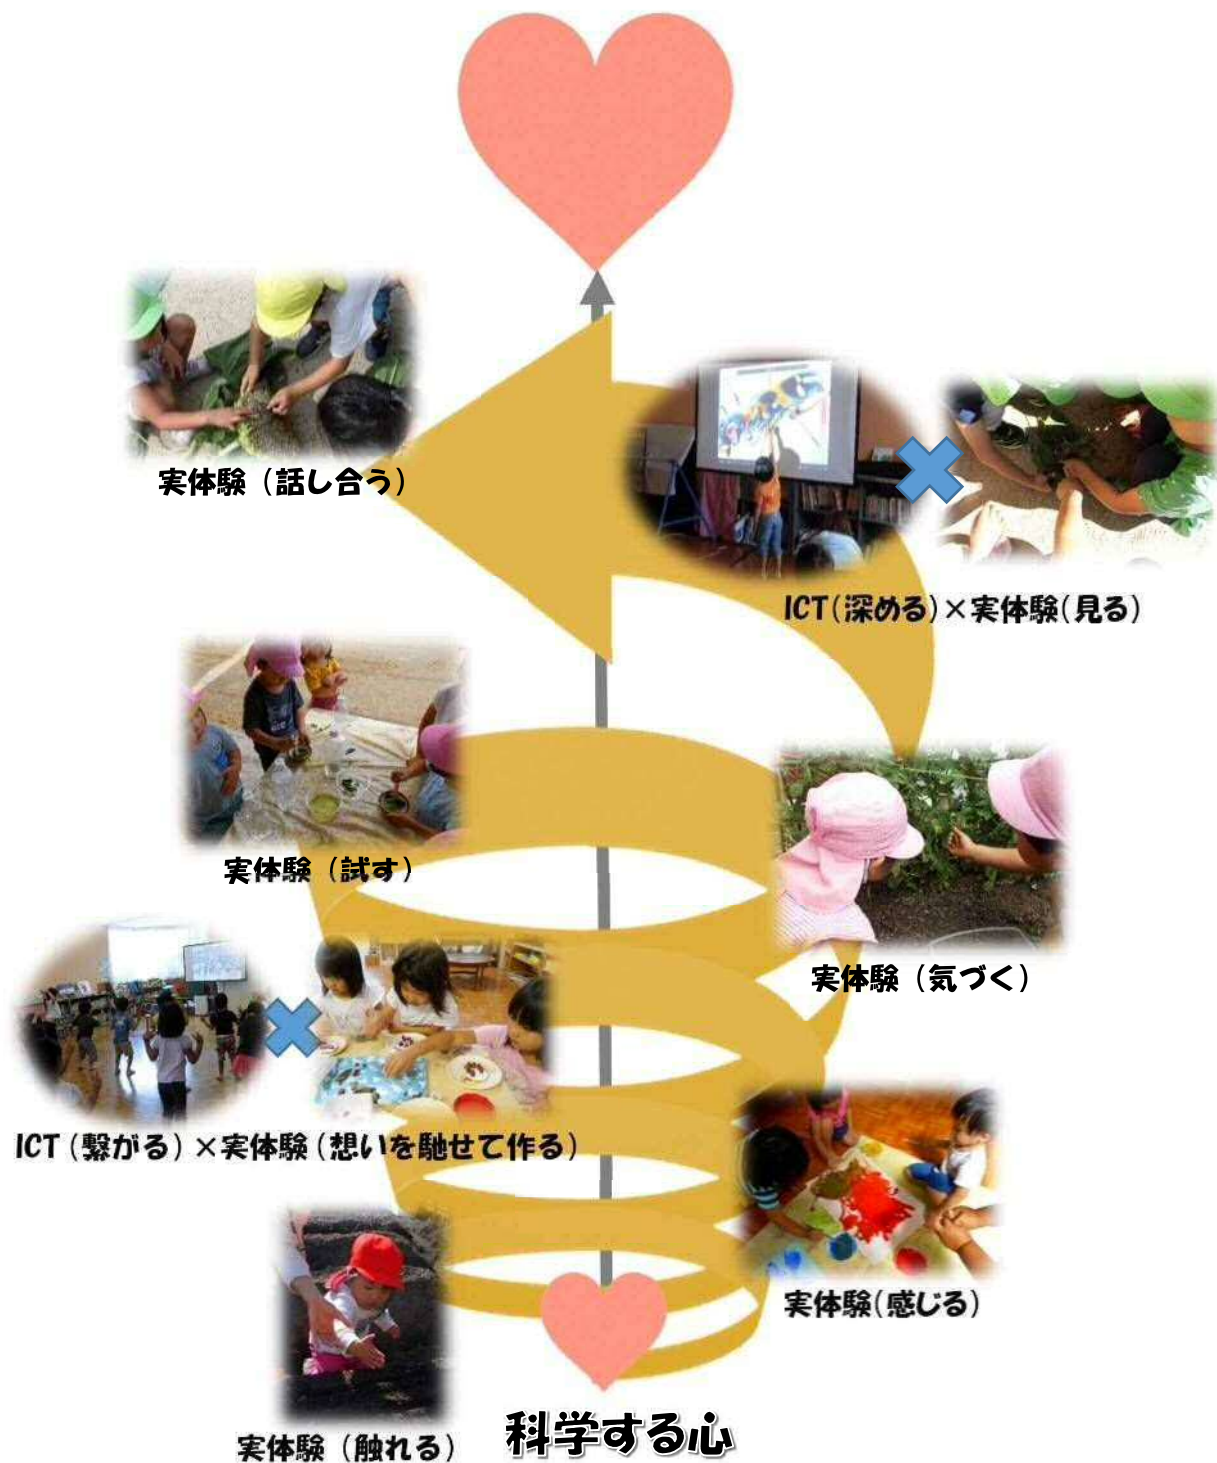 実体験（話し合う）
ICT(深める)×実体験(見る)
実体験（試す）
実体験（気づく）
ICT（繋がる）×実体験（想いを馳せて作る）
実体験(感じる)
実体験（触れる）
科学する心